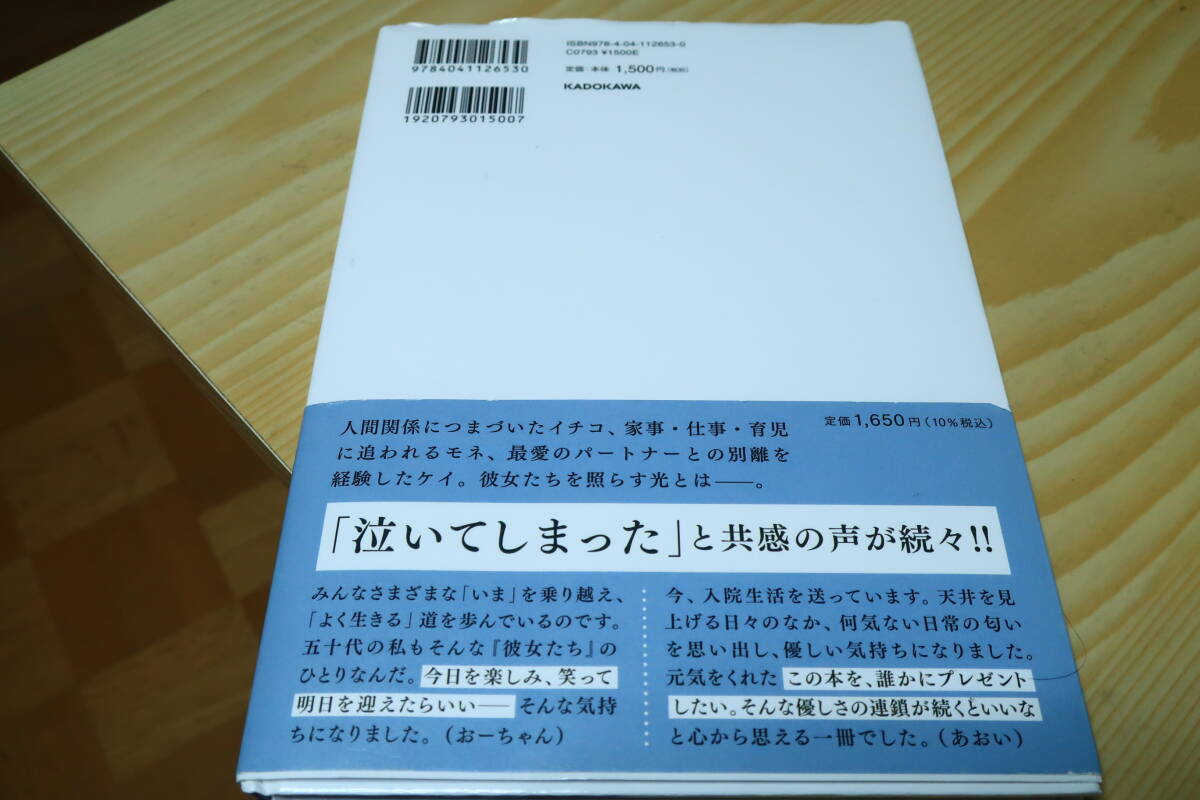 9784041126530
1920793015007
ISBN978-4-04-112653-0
C0793 ¥1500E
定価 本体 1,500円(税別)
KADOKAWA
定価 1,650円(10%税込)
人間関係につまづいたイチコ、家事・仕事・育児
に追われるモネ、最愛のパートナーとの別離を
経験したケイ。彼女たちを照らす光とは——。
「泣いてしまった」と共感の声が続々!!
みんなさまざまな「いま」を乗り越え、
「よく生きる」道を歩んでいるのです。
五十代の私もそんな『彼女たち』の
ひとりなんだ。今日を楽しみ、笑って
明日を迎えたらいい——そんな気持
ちになりました。(おーちゃん)
今、入院生活を送っています。天井を見
上げる日々のなか、何気ない日常の匂い
を思い出し、優しい気持ちになりました。
元気をくれたこの本を、誰かにプレゼント
したい。そんな優しさの連鎖が続くといいな
と心から思える一冊でした。(あおい)